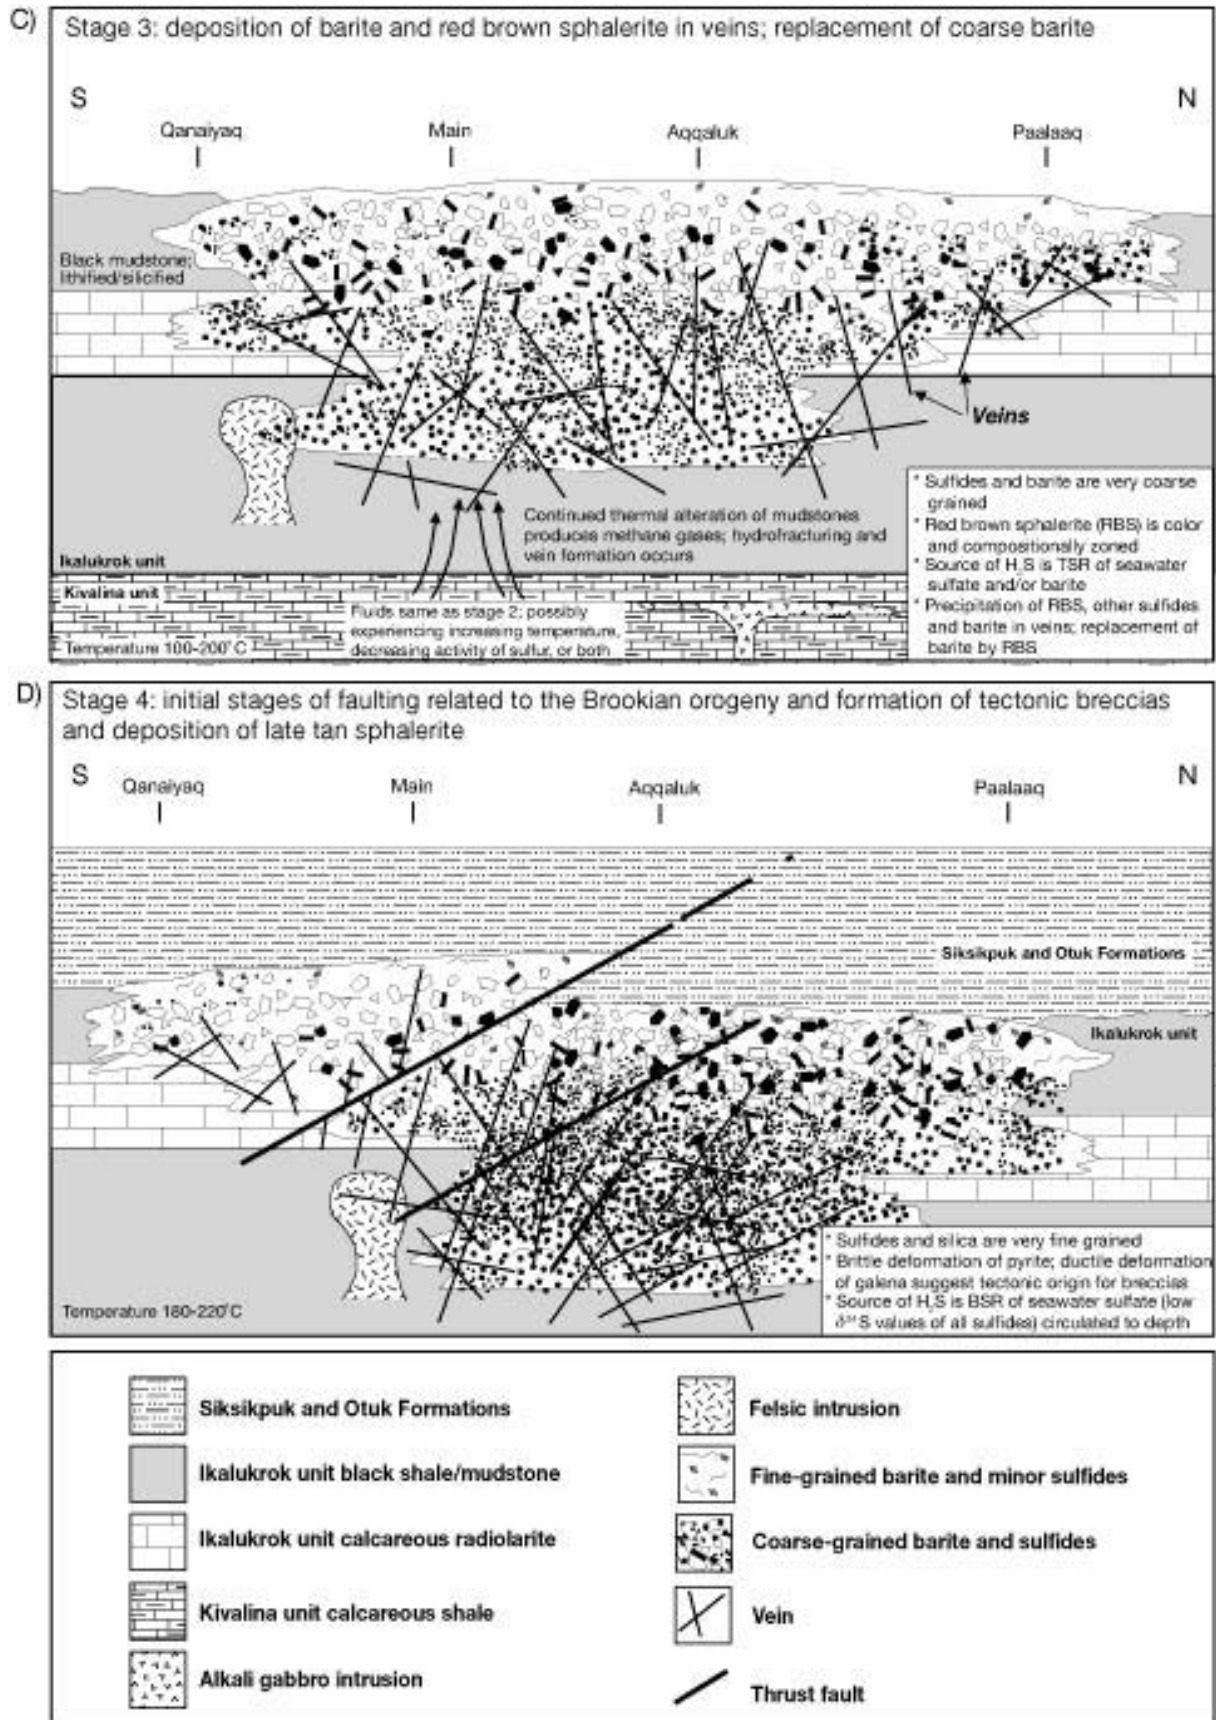 C)
Stage 3: deposition of barite and red brown sphalerite in veins; replacement of coarse barite
S
N
Qanaiyaq
Main
Aqqaluk
Paalaaq
Black mudstone;
lithified/silicified
Veins
Continued thermal alteration of mudstones
produces methane gases; hydrofracturing and
vein formation occurs
Ikalukrok unit
Kivalina unit
Fluids same as stage 2; possibly
experiencing increasing temperature,
decreasing activity of sulfur, or both
Temperature 100-200°C
* Sulfides and barite are very coarse
grained
* Red brown sphalerite (RBS) is color
and compositionally zoned
* Source of H2S is TSR of seawater
sulfate and/or barite
* Precipitation of RBS, other sulfides
and barite in veins; replacement of
barite by RBS
D)
Stage 4: initial stages of faulting related to the Brookian orogeny and formation of tectonic breccias
and deposition of late tan sphalerite
S
N
Qanaiyaq
Main
Aqqaluk
Paalaaq
Siksikpuk and Otuk Formations
Ikalukrok unit
Temperature 180-220°C
* Sulfides and silica are very fine grained
* Brittle deformation of pyrite; ductile deformation
of galena suggest tectonic origin for breccias
* Source of H2S is BSR of seawater sulfate (low
δ34S values of all sulfides) circulated to depth
Siksikpuk and Otuk Formations
Ikalukrok unit black shale/mudstone
Ikalukrok unit calcareous radiolarite
Kivalina unit calcareous shale
Alkali gabbro intrusion
Felsic intrusion
Fine-grained barite and minor sulfides
Coarse-grained barite and sulfides
Vein
Thrust fault